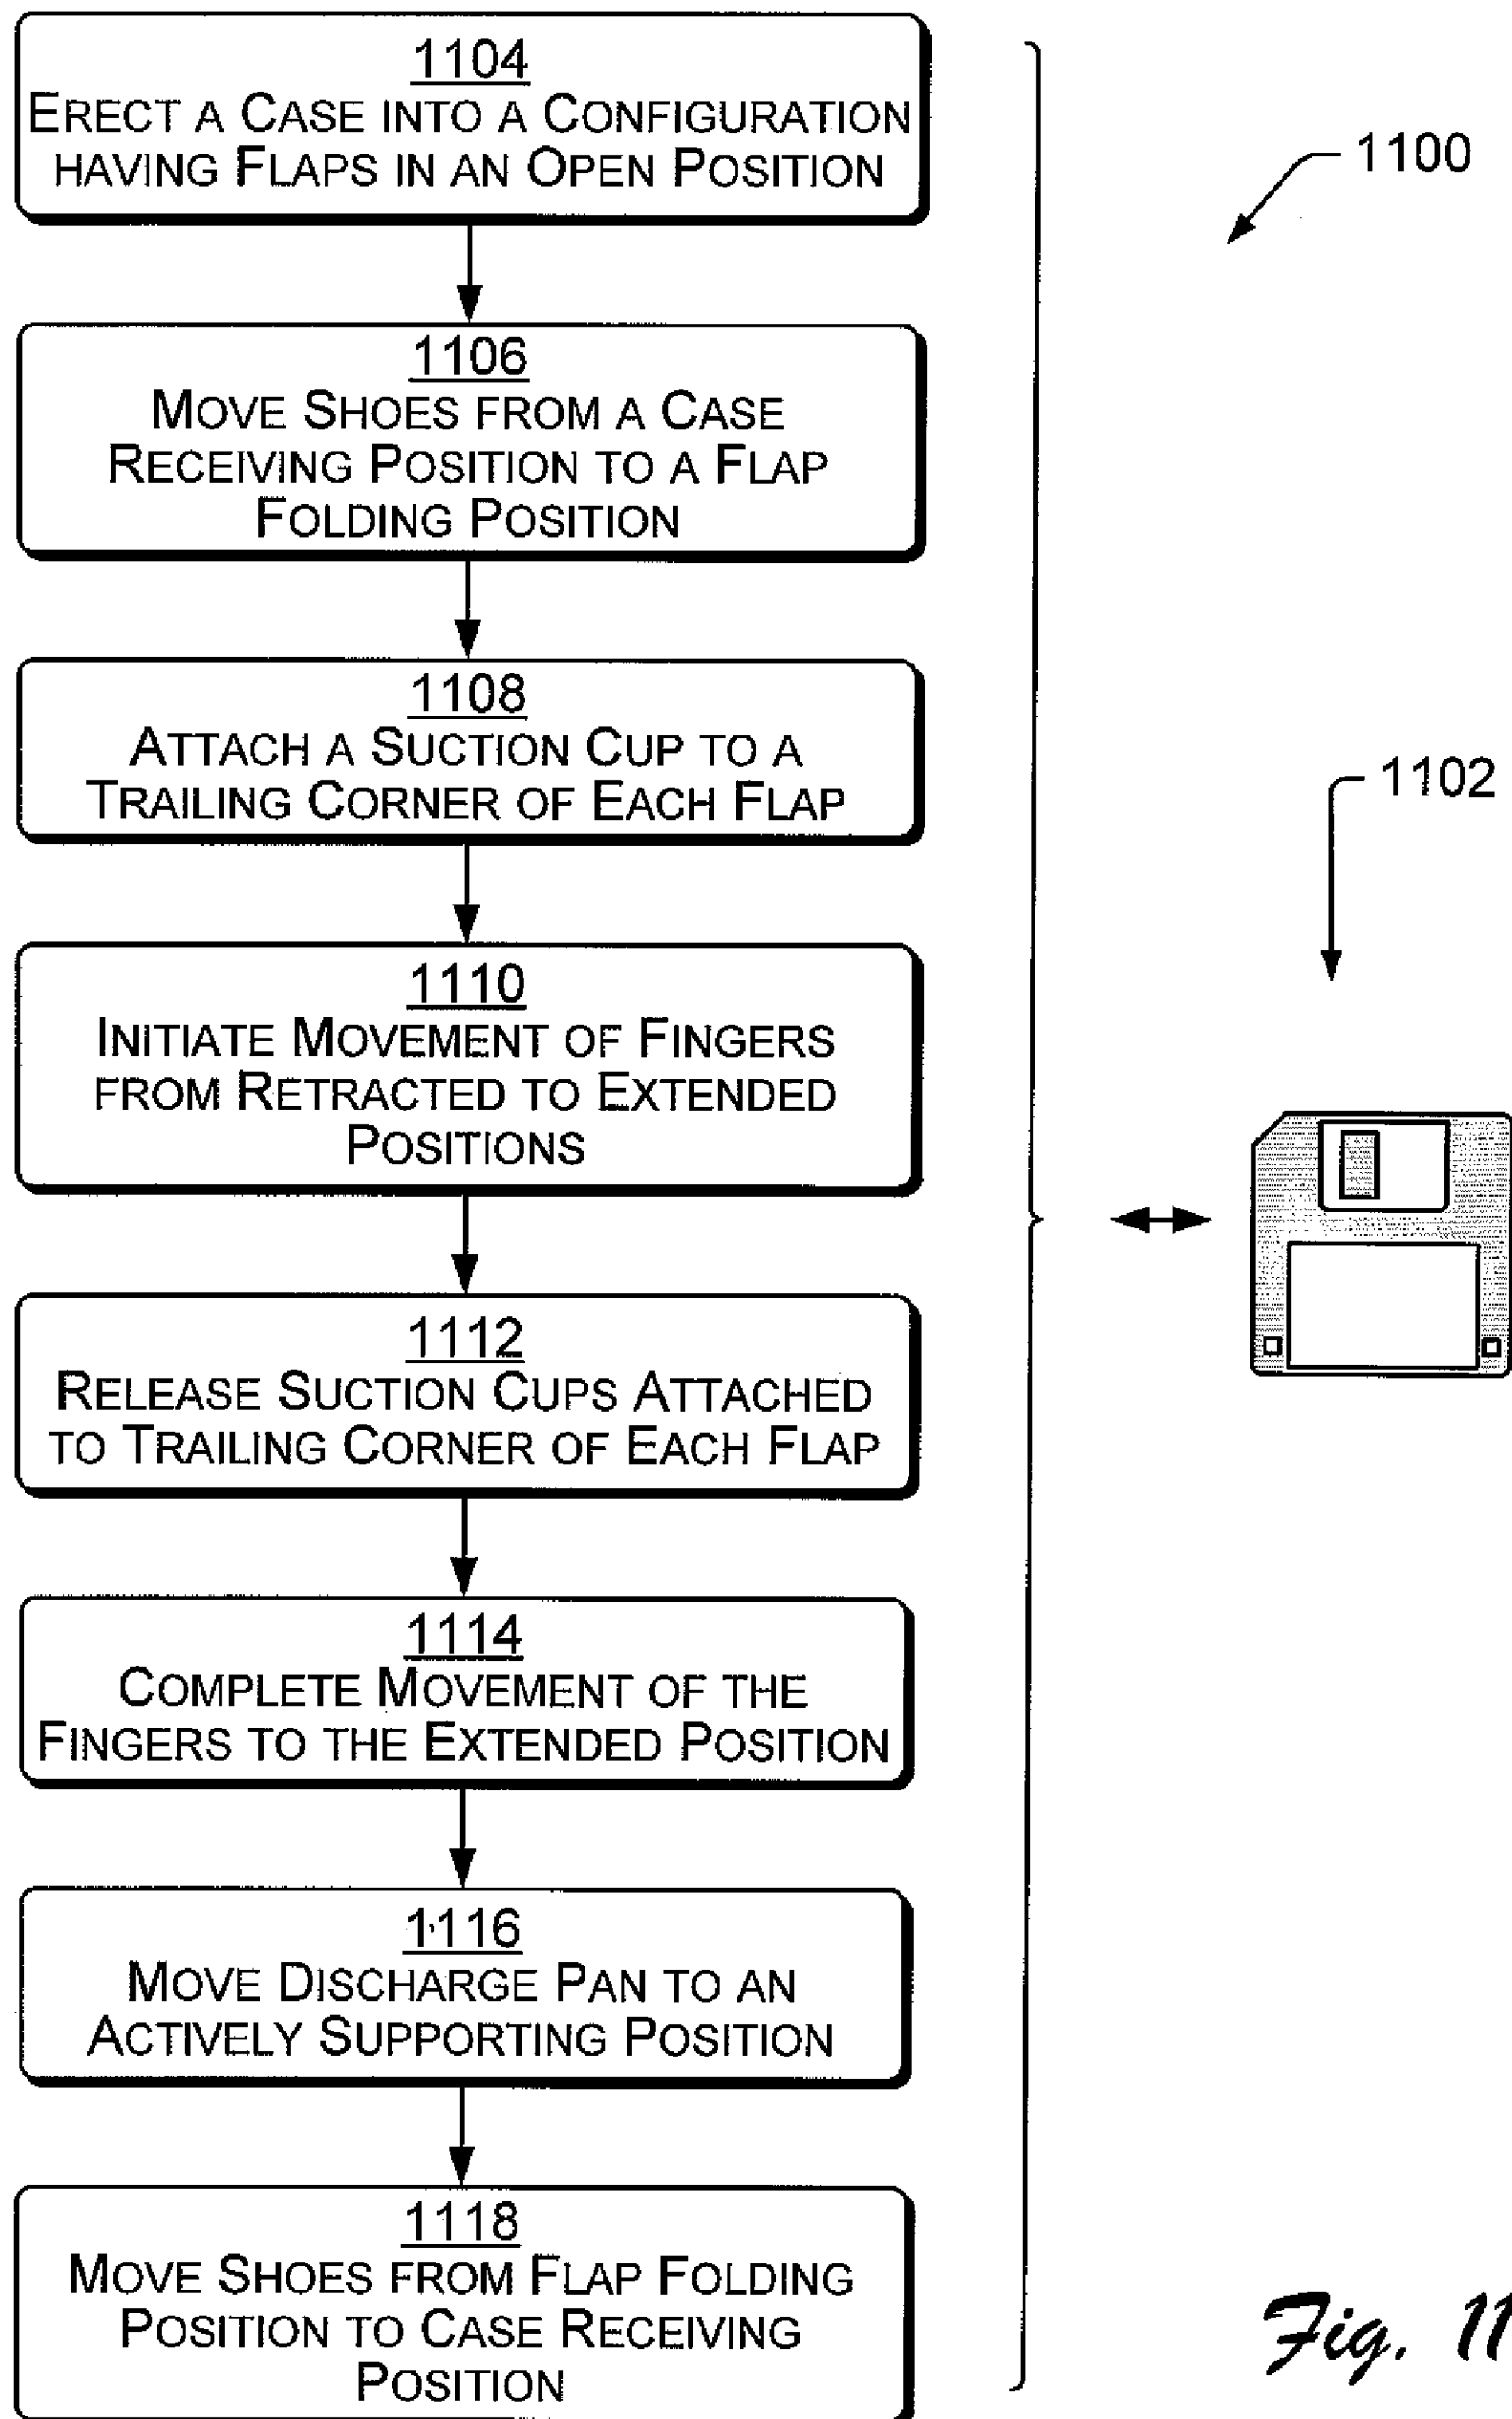 1104
ERECT A CASE INTO A CONFIGURATION
HAVING FLAPS IN AN OPEN POSITION
1100
1106
MOVE SHOES FROM A CASE
RECEIVING POSITION TO A FLAP
FOLDING POSITION
1108
ATTACH A SUCTION CUP TO A
TRAILING CORNER OF EACH FLAP
1102
1110
INITIATE MOVEMENT OF FINGERS
FROM RETRACTED TO EXTENDED
POSITIONS
1112
RELEASE SUCTION CUPS ATTACHED
TO TRAILING CORNER OF EACH FLAP
1114
COMPLETE MOVEMENT OF THE
FINGERS TO THE EXTENDED POSITION
1116
MOVE DISCHARGE PAN TO AN
ACTIVELY SUPPORTING POSITION
1118
MOVE SHOES FROM FLAP FOLDING
POSITION TO CASE RECEIVING
POSITION
Fig. 11